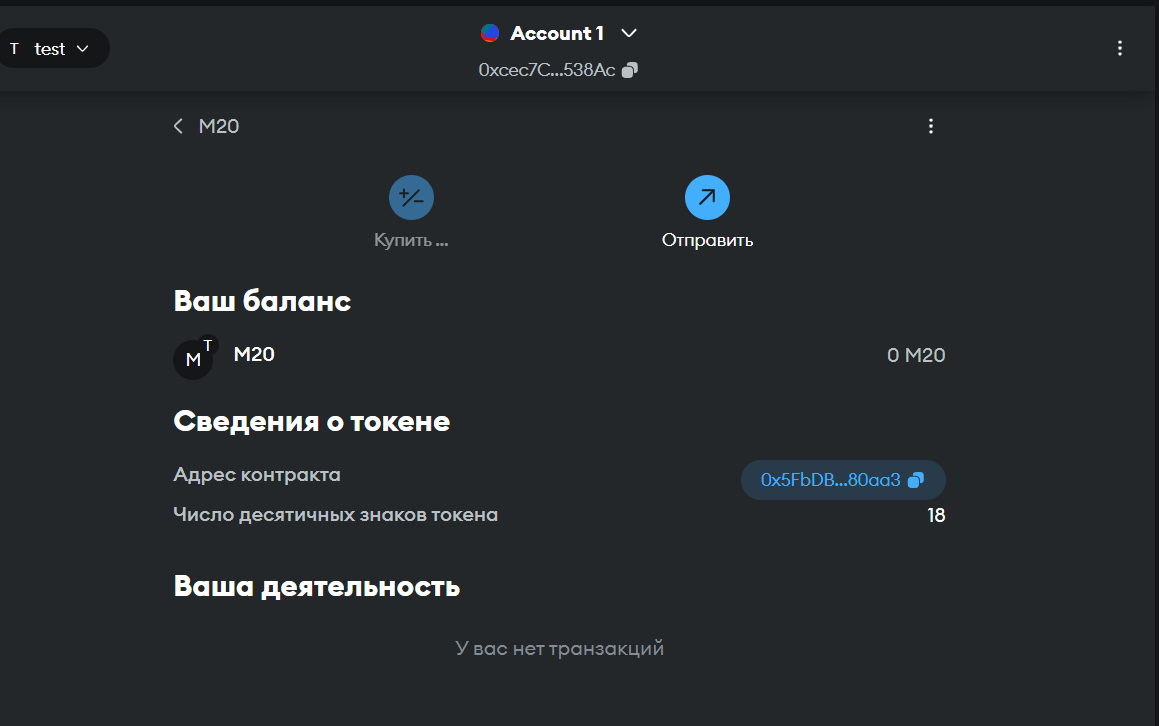 T test
Account 1
0xcec7C...538Ac
M20
Купить ...
Отправить
Ваш баланс
M T M20 0 M20
Сведения о токене
Адрес контракта 0x5FbDB...80aa3
Число десятичных знаков токена 18
Ваша деятельность
У вас нет транзакций